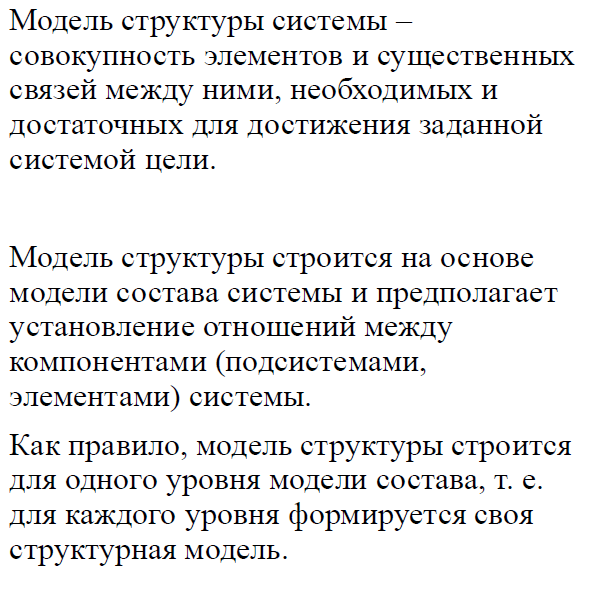 Модель структуры системы –
совокупность элементов и существенных
связей между ними, необходимых и
достаточных для достижения заданной
системой цели.
Модель структуры строится на основе
модели состава системы и предполагает
установление отношений между
компонентами (подсистемами,
элементами) системы.
Как правило, модель структуры строится
для одного уровня модели состава, т. е.
для каждого уровня формируется своя
структурная модель.